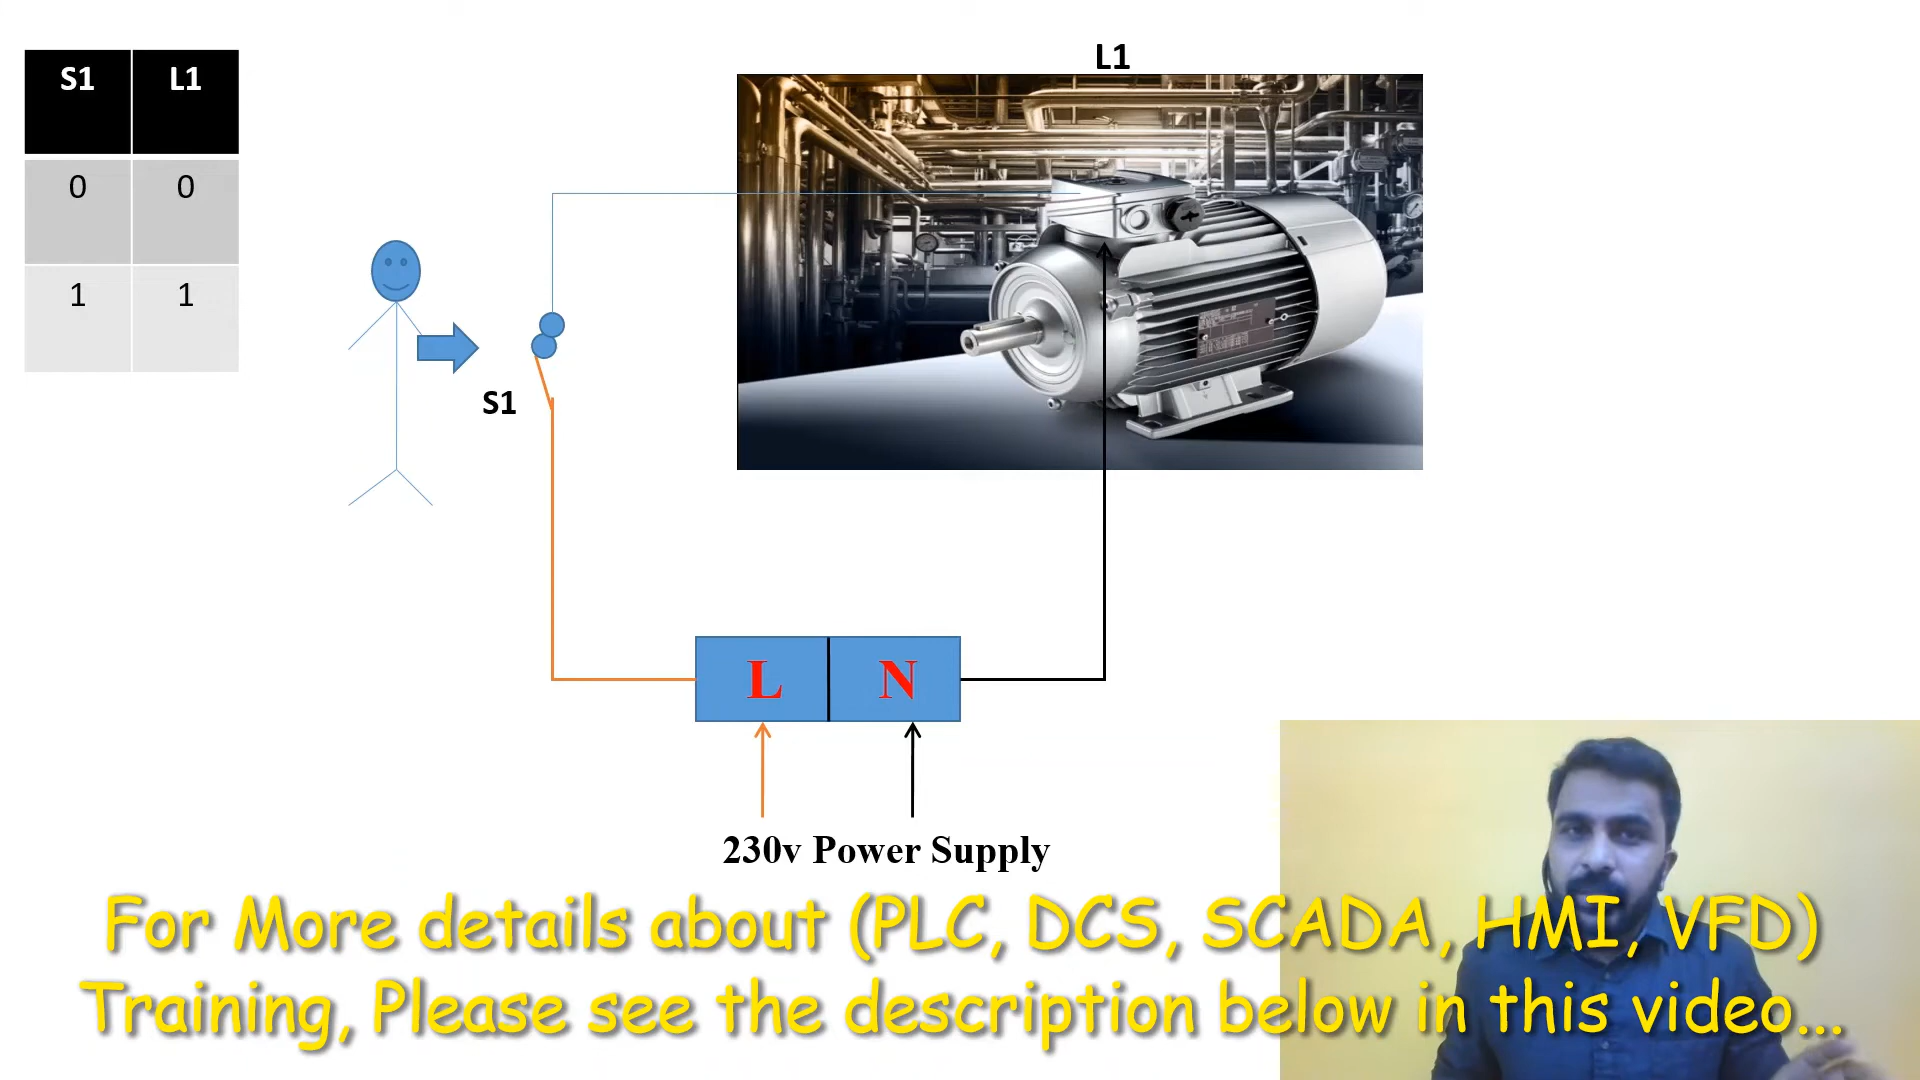 S1 L1
0 0
1 1
L1
S1
L N
230v Power Supply
For More details about (PLC, DCS, SCADA, HMI, VFD)
Training, Please see the description below in this video...